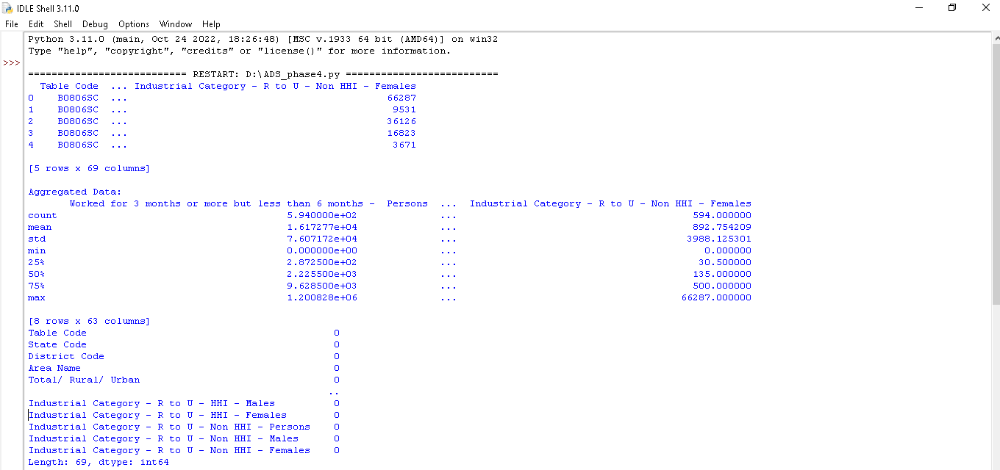 IDLE Shell 3.11.0
File Edit Shell Debug Options Window Help
Python 3.11.0 (main, Oct 24 2022, 18:26:48) [MSC v.1933 64 bit (AMD64)] on win32
Type "help", "copyright", "credits" or "license()" for more information.
>>>
=========================== RESTART: D:\ADS_phase4.py ==========================
  Table Code  ... Industrial Category - R to U - Non HHI - Females
0    B0806SC  ...                                            66287
1    B0806SC  ...                                             9531
2    B0806SC  ...                                            36126
3    B0806SC  ...                                            16823
4    B0806SC  ...                                             3671
[5 rows x 69 columns]
Aggregated Data:
       Worked for 3 months or more but less than 6 months -  Persons  ...  Industrial Category - R to U - Non HHI - Females
count                                       5.940000e+02              ...                                        594.000000
mean                                        1.617277e+04              ...                                        892.754209
std                                         7.607172e+04              ...                                       3988.125301
min                                         0.000000e+00              ...                                          0.000000
25%                                         2.872500e+02              ...                                         30.500000
50%                                         2.225500e+03              ...                                        135.000000
75%                                         9.628500e+03              ...                                        500.000000
max                                         1.200828e+06              ...                                      66287.000000
[8 rows x 63 columns]
Table Code                                          0
State Code                                          0
District Code                                       0
Area Name                                           0
Total/ Rural/ Urban                                 0
                                                   ..
Industrial Category - R to U - HHI - Males          0
Industrial Category - R to U - HHI - Females        0
Industrial Category - R to U - Non HHI - Persons    0
Industrial Category - R to U - Non HHI - Males      0
Industrial Category - R to U - Non HHI - Females    0
Length: 69, dtype: int64